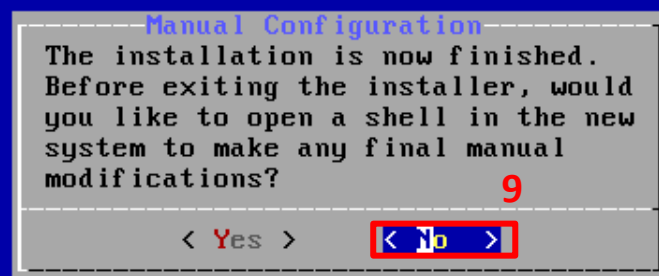 Manual Configuration
The installation is now finished.
Before exiting the installer, would
you like to open a shell in the new
system to make any final manual
modifications?
9
< Yes > < No >